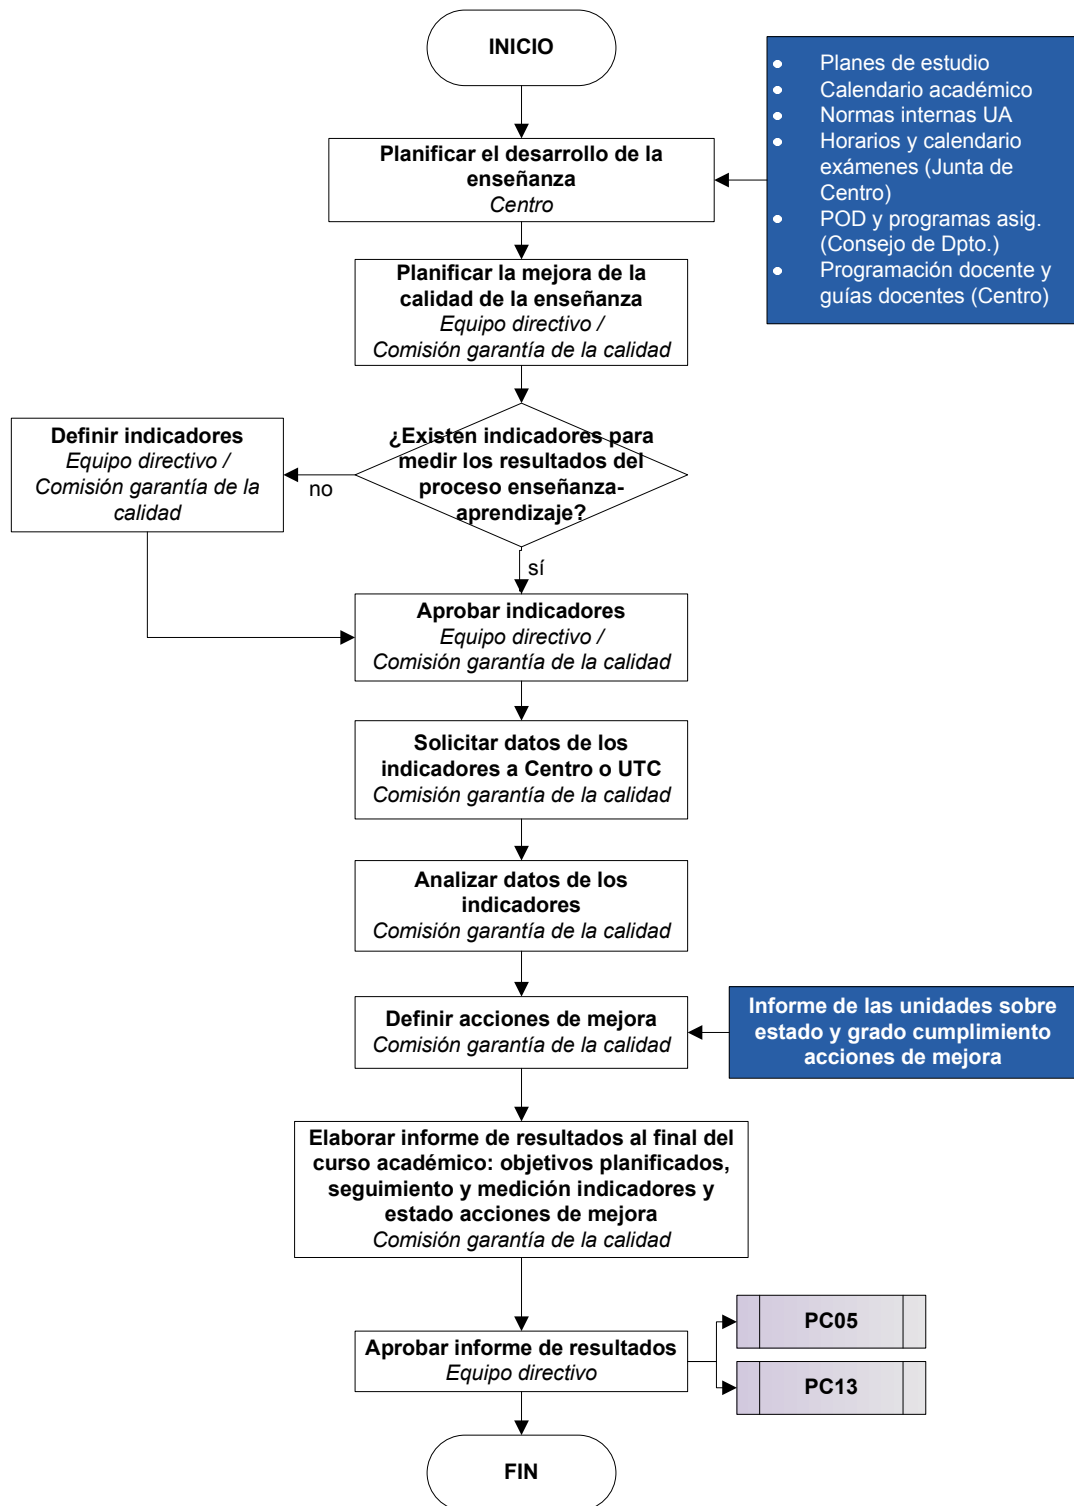 INICIO
• Planes de estudio
• Calendario académico
• Normas internas UA
• Horarios y calendario
exámenes (Junta de
Centro)
• POD y programas asig.
(Consejo de Dpto.)
• Programación docente y
guías docentes (Centro)
Planificar el desarrollo de la
enseñanza
Centro
Planificar la mejora de la
calidad de la enseñanza
Equipo directivo /
Comisión garantía de la calidad
¿Existen indicadores para
medir los resultados del
proceso enseñanza-
aprendizaje?
no
Definir indicadores
Equipo directivo /
Comisión garantía de la
calidad
sí
Aprobar indicadores
Equipo directivo /
Comisión garantía de la calidad
Solicitar datos de los
indicadores a Centro o UTC
Comisión garantía de la calidad
Analizar datos de los
indicadores
Comisión garantía de la calidad
Definir acciones de mejora
Comisión garantía de la calidad
Informe de las unidades sobre
estado y grado cumplimiento
acciones de mejora
Elaborar informe de resultados al final del
curso académico: objetivos planificados,
seguimiento y medición indicadores y
estado acciones de mejora
Comisión garantía de la calidad
Aprobar informe de resultados
Equipo directivo
PC05
PC13
FIN